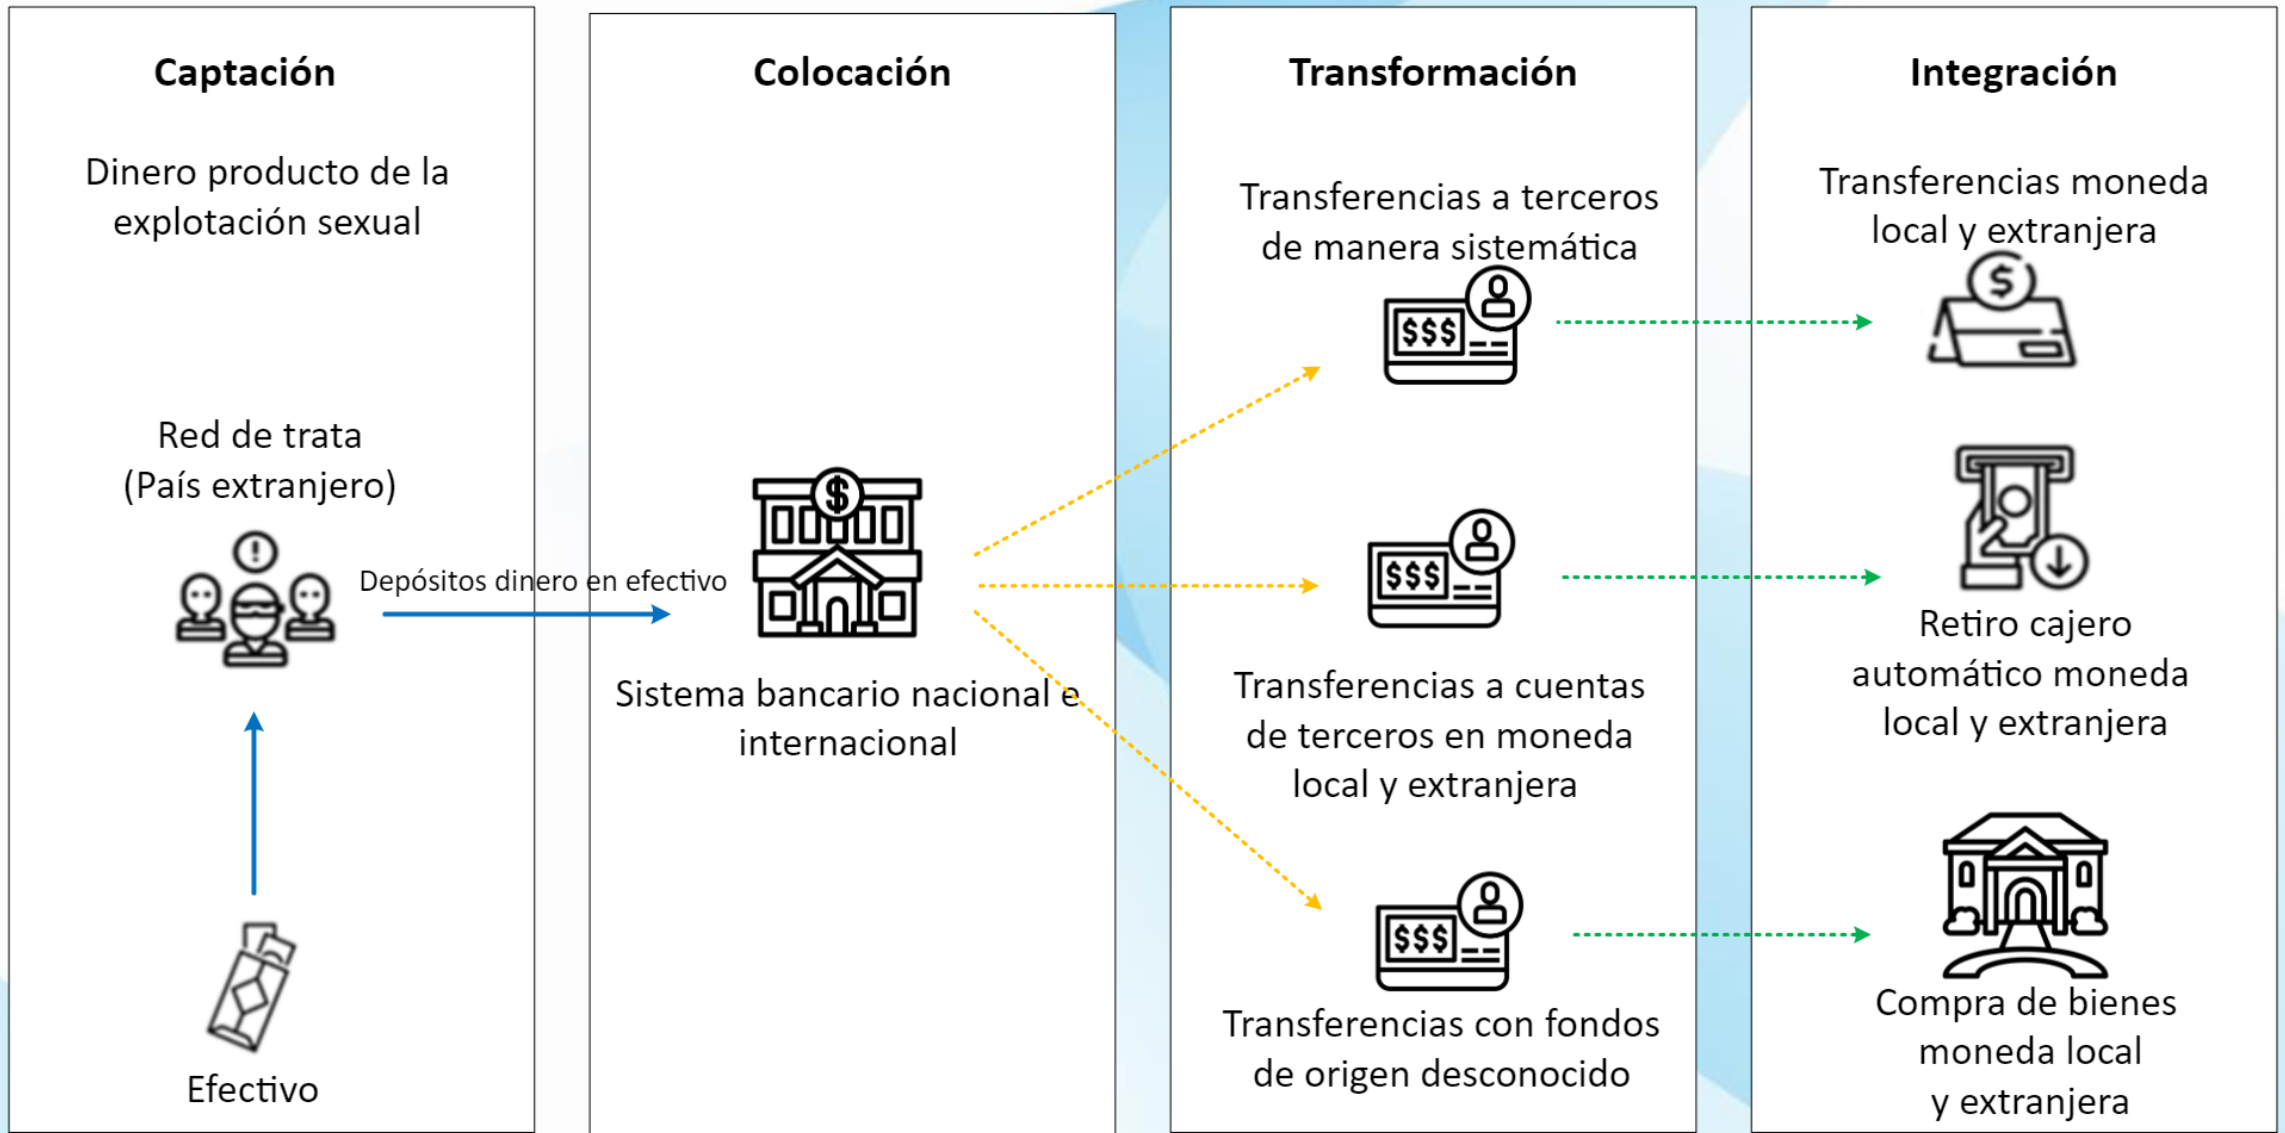 Captación
Dinero producto de la
explotación sexual
Red de trata
(País extranjero)
Depósitos dinero en efectivo
Efectivo
Colocación
$
Sistema bancario nacional e
internacional
Transformación
Transferencias a terceros
de manera sistemática
$$$
$$$
Transferencias a cuentas
de terceros en moneda
local y extranjera
$$$
Transferencias con fondos
de origen desconocido
Integración
Transferencias moneda
local y extranjera
$
Retiro cajero
automático moneda
local y extranjera
Compra de bienes
moneda local
y extranjera